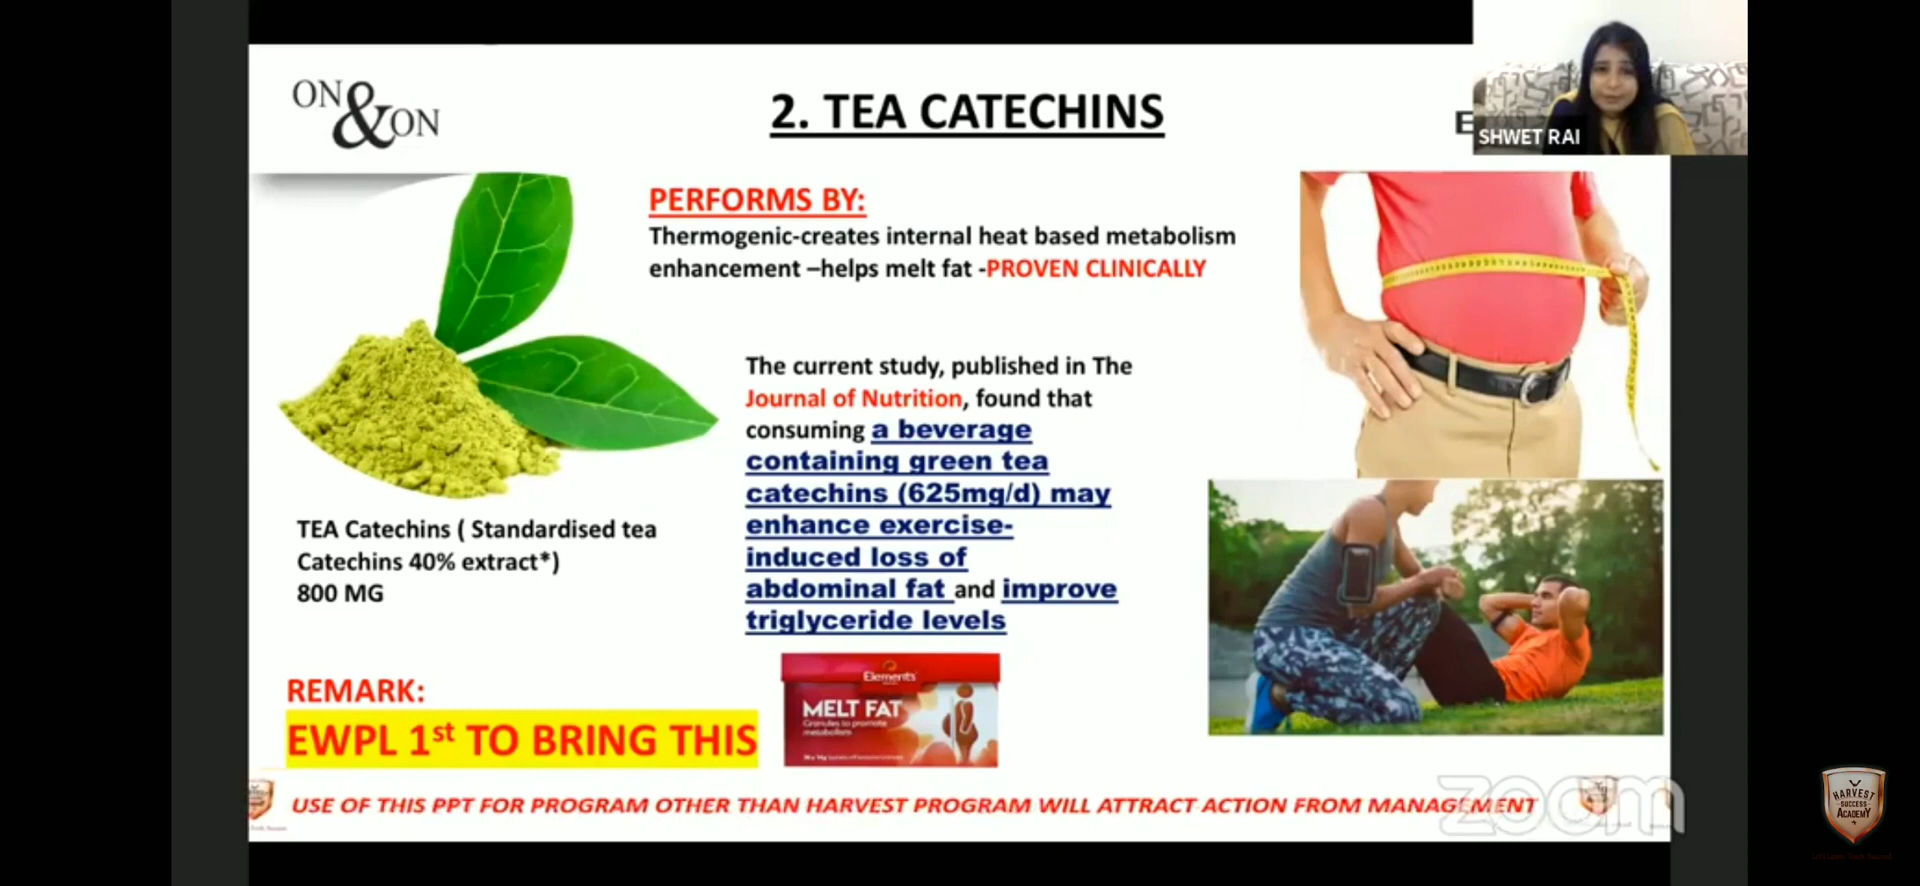 ON & ON
2. TEA CATECHINS
E
SHWET RAI
PERFORMS BY:
Thermogenic-creates internal heat based metabolism
enhancement –helps melt fat -PROVEN CLINICALLY
The current study, published in The
Journal of Nutrition, found that
consuming a beverage
containing green tea
catechins (625mg/d) may
enhance exercise-
induced loss of
abdominal fat and improve
triglyceride levels
TEA Catechins ( Standardised tea
Catechins 40% extract*)
800 MG
REMARK:
EWPL 1st TO BRING THIS
Elements
MELT FAT
Granules to promote
metabolism
USE OF THIS PPT FOR PROGRAM OTHER THAN HARVEST PROGRAM WILL ATTRACT ACTION FROM MANAGEMENT
zoom
HARVEST
SUCCESS
ACADEMY